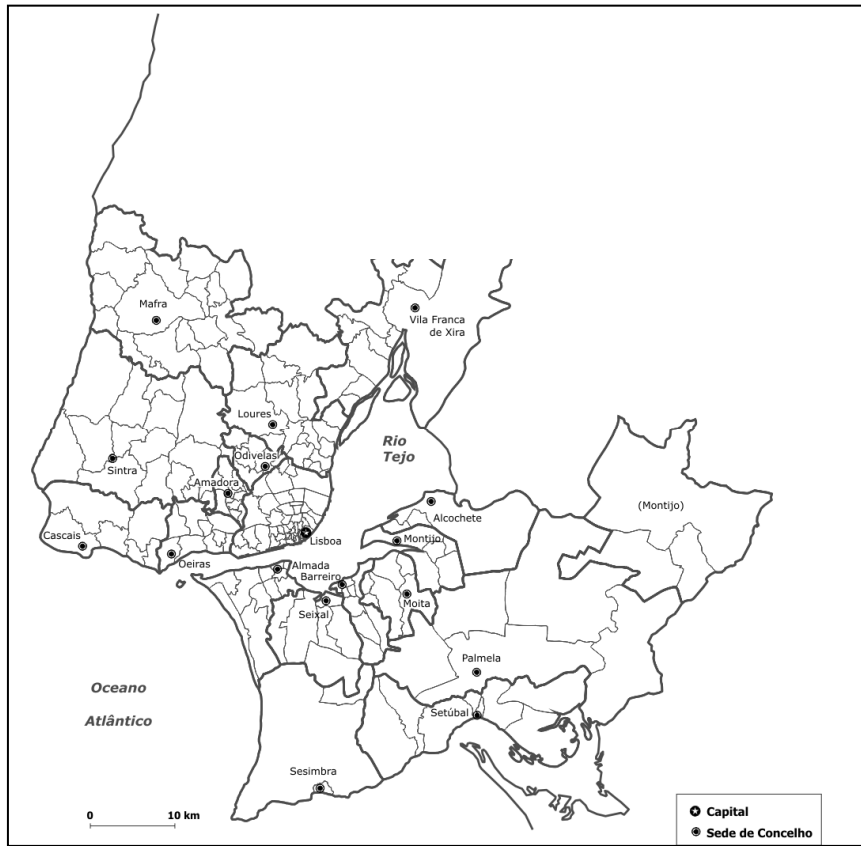 Mafra
Vila Franca
de Xira
Loures
Rio
Tejo
Odivelas
Sintra
Amadora
Alcochete
(Montijo)
Cascais
Lisboa
Montijo
Oeiras
Almada
Barreiro
Moita
Seixal
Palmela
Oceano
Atlântico
Setúbal
Sesimbra
0 10 km
Capital
Sede de Concelho